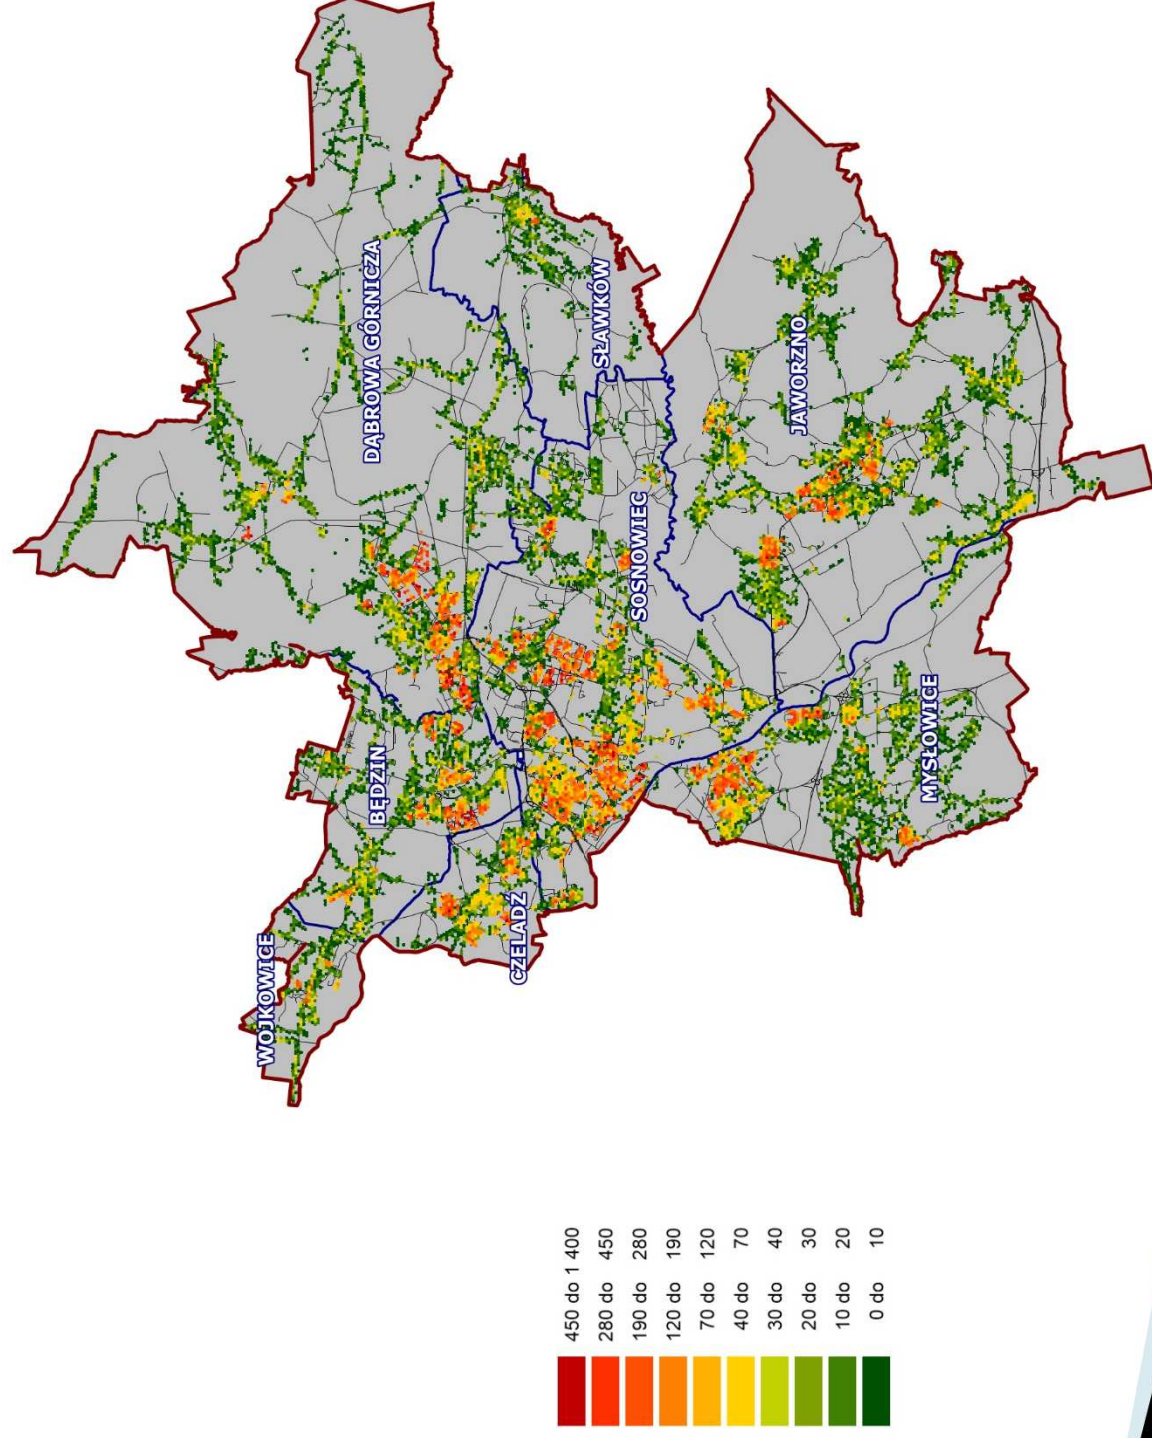 WOJKOWICE
BĘDZIN
DĄBROWA GÓRNICZA
CZELADŹ
SŁAWKÓW
SOSNOWIEC
JAWORZNO
MYSŁOWICE
450 do 1 400
280 do 450
190 do 280
120 do 190
70 do 120
40 do 70
30 do 40
20 do 30
10 do 20
0 do 10